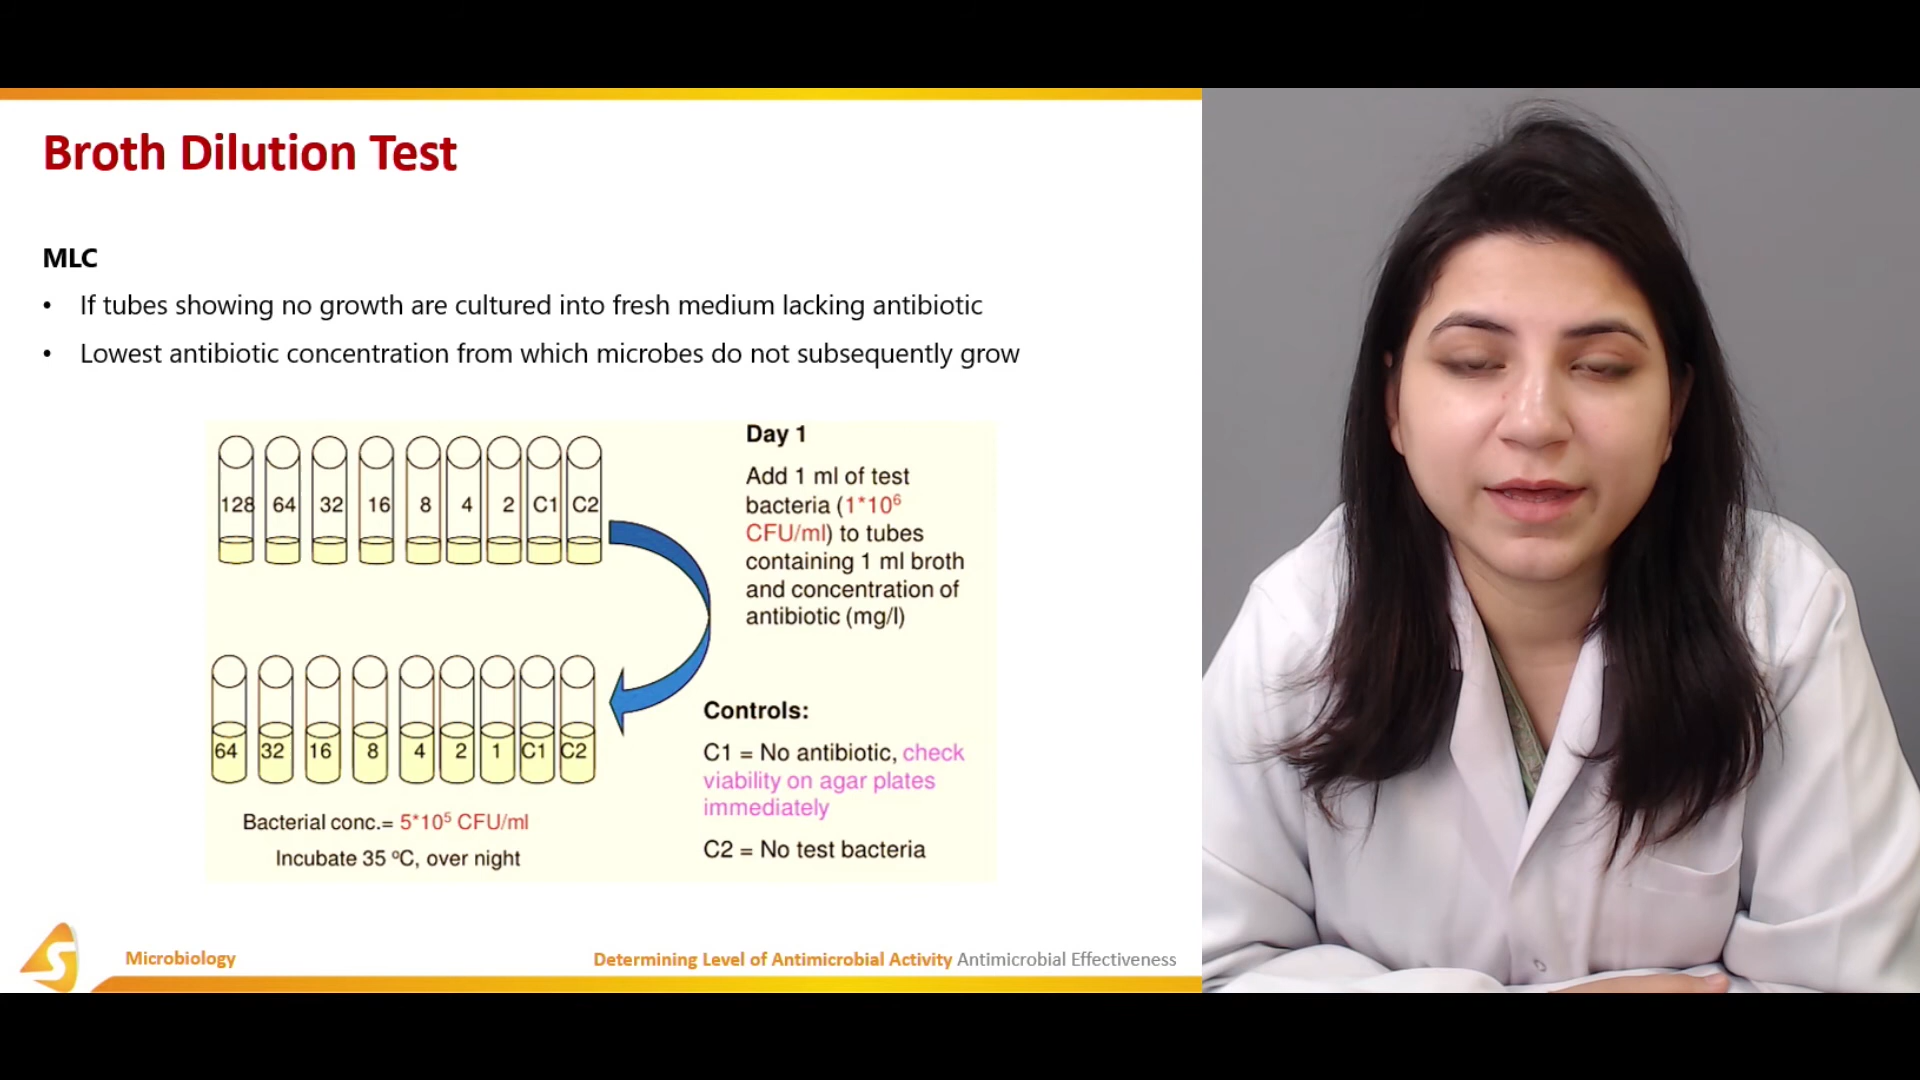 Broth Dilution Test
MLC
• If tubes showing no growth are cultured into fresh medium lacking antibiotic
• Lowest antibiotic concentration from which microbes do not subsequently grow
128 64 32 16 8 4 2 C1 C2
Day 1
Add 1 ml of test
bacteria (1*10⁶
CFU/ml) to tubes
containing 1 ml broth
and concentration of
antibiotic (mg/l)
64 32 16 8 4 2 1 C1 C2
Bacterial conc.= 5*10⁵ CFU/ml
Incubate 35 ºC, over night
Controls:
C1 = No antibiotic, check
viability on agar plates
immediately
C2 = No test bacteria
S
Microbiology
Determining Level of Antimicrobial Activity Antimicrobial Effectiveness